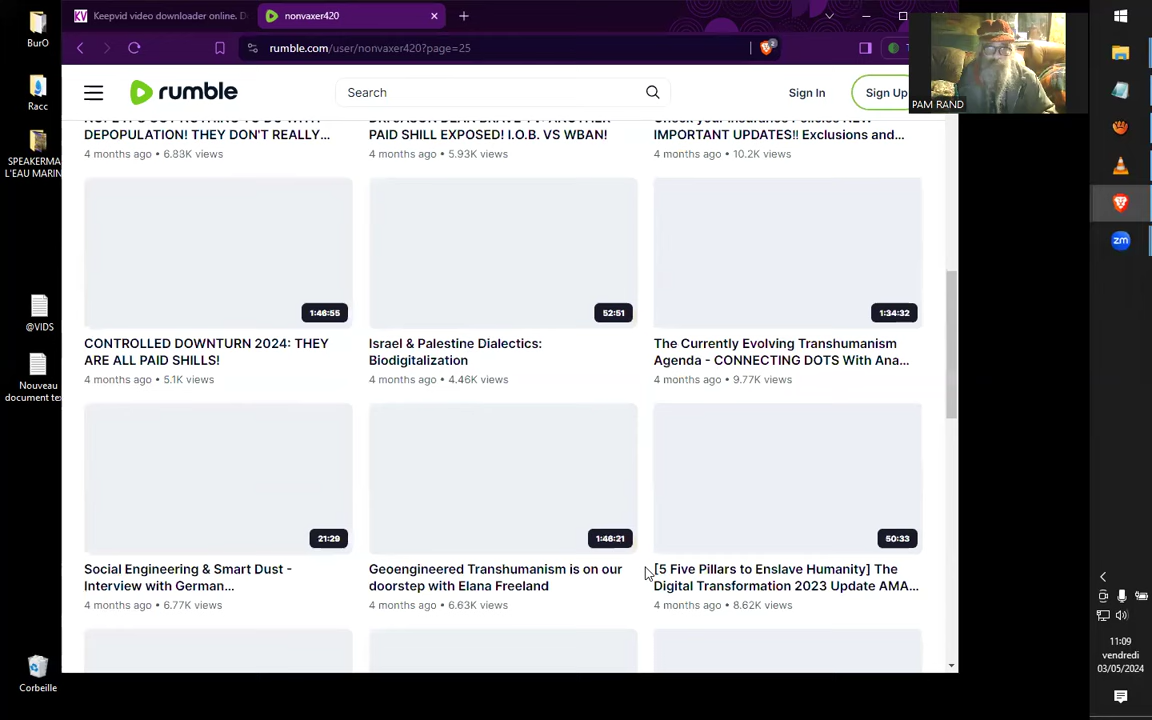 BurO
Keepvid video downloader online. D
nonvaxer420
rumble.com/user/nonvaxer420?page=25
2
PAM RAND
rumble
Search
Sign In
Sign Up
Racc
SPEAKERMA
L'EAU MARIN
@VIDS
Nouveau
document tex
Corbeille
DEPOPULATION! THEY DON'T REALLY...
4 months ago • 6.83K views
PAID SHILL EXPOSED! I.O.B. VS WBAN!
4 months ago • 5.93K views
IMPORTANT UPDATES!! Exclusions and...
4 months ago • 10.2K views
1:46:55
CONTROLLED DOWNTURN 2024: THEY
ARE ALL PAID SHILLS!
4 months ago • 5.1K views
52:51
Israel & Palestine Dialectics:
Biodigitalization
4 months ago • 4.46K views
1:34:32
The Currently Evolving Transhumanism
Agenda - CONNECTING DOTS With Ana...
4 months ago • 9.77K views
21:29
Social Engineering & Smart Dust -
Interview with German...
4 months ago • 6.77K views
1:46:21
Geoengineered Transhumanism is on our
doorstep with Elana Freeland
4 months ago • 6.63K views
50:33
[5 Five Pillars to Enslave Humanity] The
Digital Transformation 2023 Update AMA...
4 months ago • 8.62K views
zm
11:09
vendredi
03/05/2024